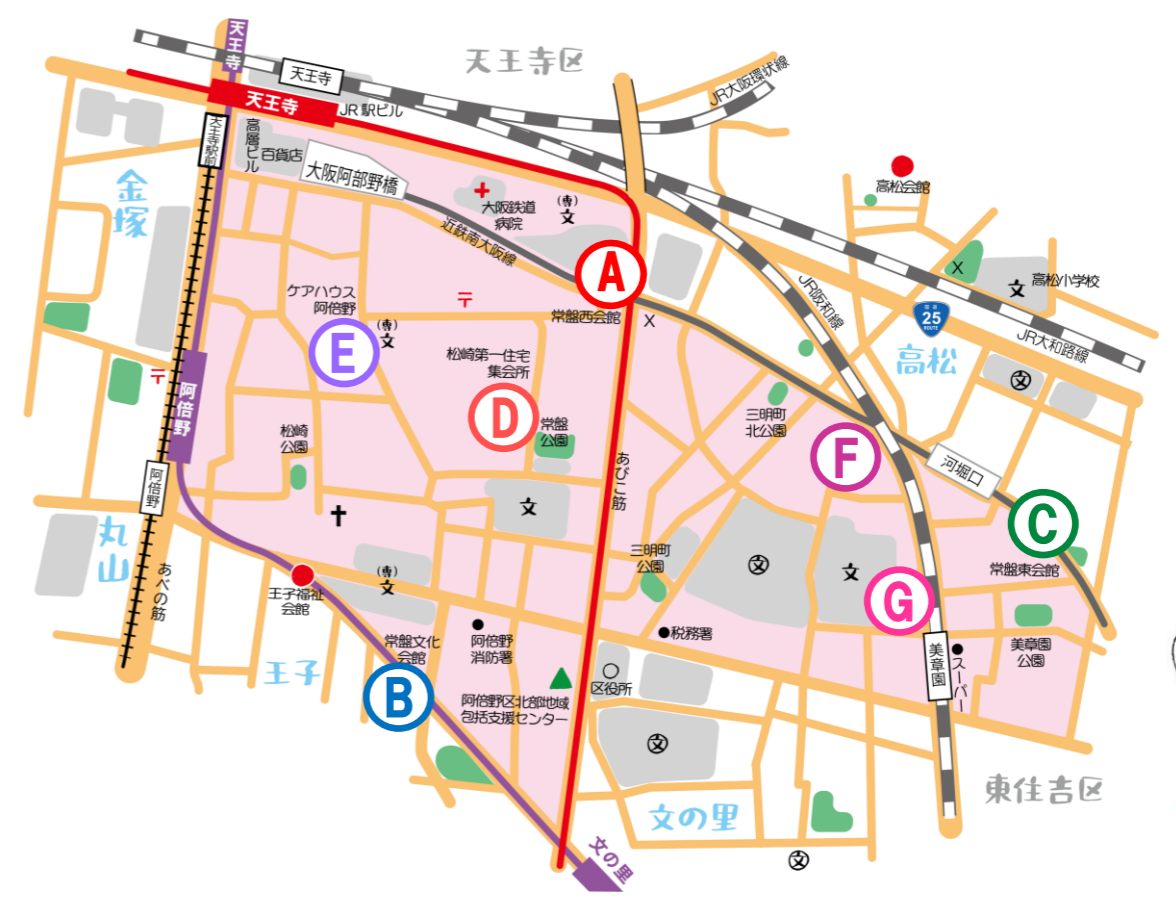 天王寺
天王寺区
天王寺
天王寺
JR 駅ビル
JR大阪環状線
天王寺駅前
高層ビル
百貨店
大阪阿部野橋
大阪鉄道
病院
(専)
文
高松会館
金塚
近鉄南大阪線
A
X
文
高松小学校
ケアハウス
阿倍野
〒
常盤西会館
X
JR阪和線
国道
25
ROUTE
JR大和路線
E
(専)
文
松崎第一住宅
集会所
高松
文
〒
阿倍野
D
三明町
北公園
松崎
公園
常盤
公園
F
河堀口
阿倍野
あびこ筋
文
C
丸山
三明町
公園
文
文
常盤東会館
あべの筋
王子福祉
会館
(専)
文
G
常盤文化
会館
阿倍野
消防署
税務署
美章園
スーパー
美章園
公園
王子
B
阿倍野区北部地域
包括支援センター
区役所
文
東住吉区
文の里
文の里
文